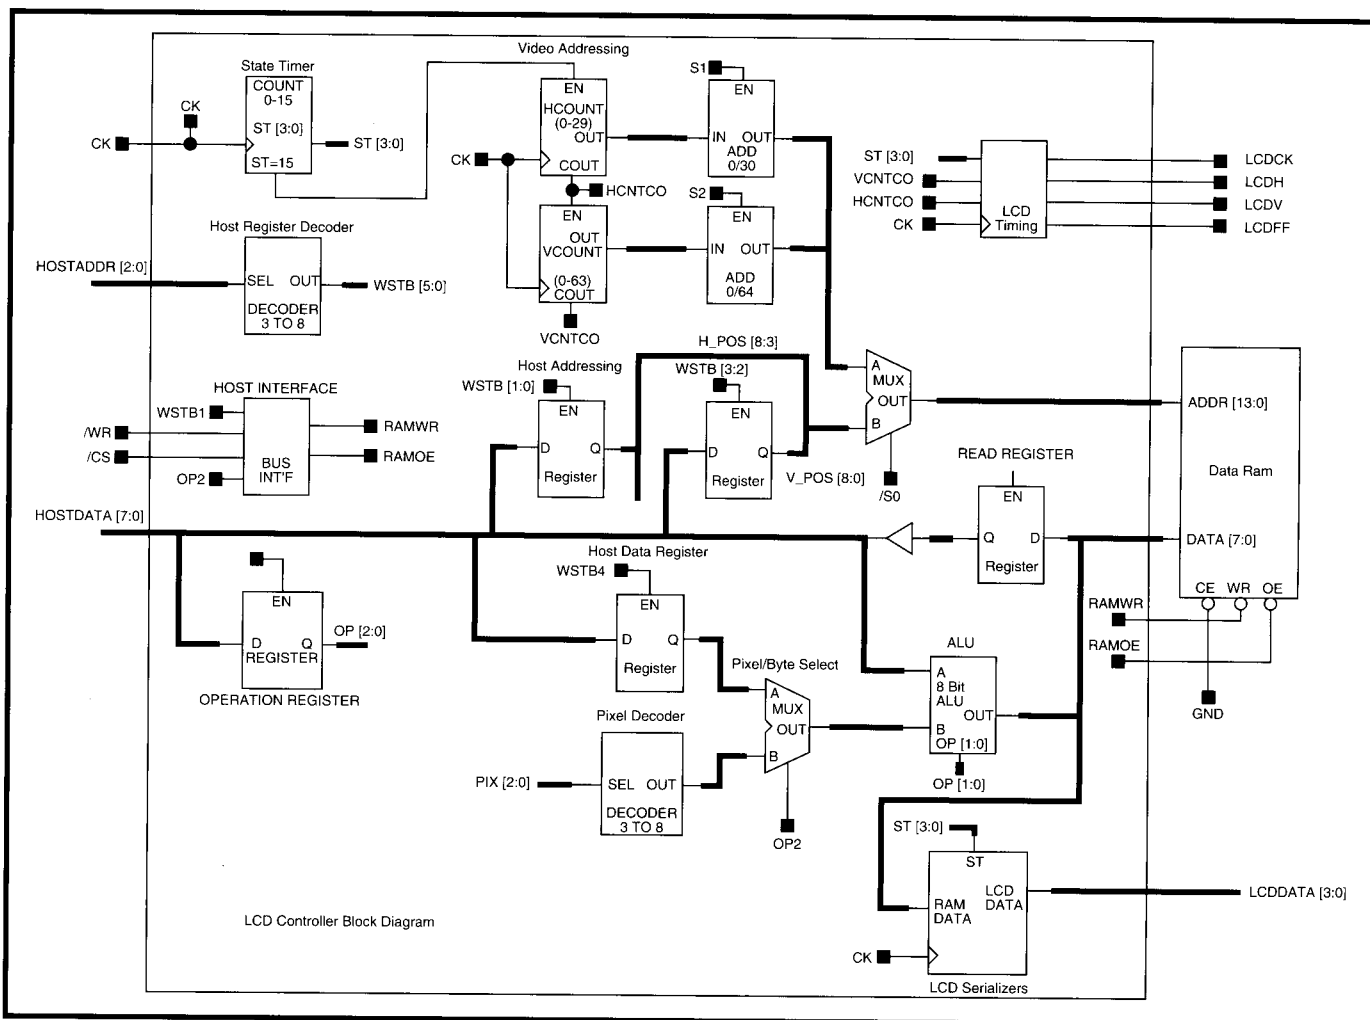 Video Addressing
State Timer
COUNT
0-15
ST [3:0]
ST=15
CK
CK
ST [3:0]
EN
HCOUNT
(0-29)
OUT
COUT
CK
HCNTCO
EN
OUT
VCOUNT
(0-63)
COUT
VCNTCO
S1
EN
IN OUT
ADD
0/30
S2
EN
IN OUT
ADD
0/64
ST [3:0]
VCNTCO
HCNTCO
CK
LCD
Timing
LCDCK
LCDH
LCDV
LCDFF
Host Register Decoder
HOSTADDR [2:0]
SEL OUT
DECODER
3 TO 8
WSTB [5:0]
HOST INTERFACE
WSTB1
/WR
/CS
OP2
BUS
INT'F
RAMWR
RAMOE
Host Addressing
WSTB [1:0]
EN
D Q
Register
H_POS [8:3]
WSTB [3:2]
EN
D Q
Register
V_POS [8:0]
A
MUX
OUT
B
/S0
READ REGISTER
EN
Q D
Register
ADDR [13:0]
Data Ram
DATA [7:0]
CE WR OE
RAMWR
RAMOE
GND
HOSTDATA [7:0]
EN
D Q
REGISTER
OP [2:0]
OPERATION REGISTER
Host Data Register
WSTB4
EN
D Q
Register
Pixel/Byte Select
A
MUX
OUT
B
OP2
Pixel Decoder
PIX [2:0]
SEL OUT
DECODER
3 TO 8
ALU
A
8 Bit
ALU
OUT
B
OP [1:0]
OP [1:0]
ST [3:0]
ST
RAM
DATA
LCD
DATA
CK
LCD Serializers
LCDDATA [3:0]
LCD Controller Block Diagram